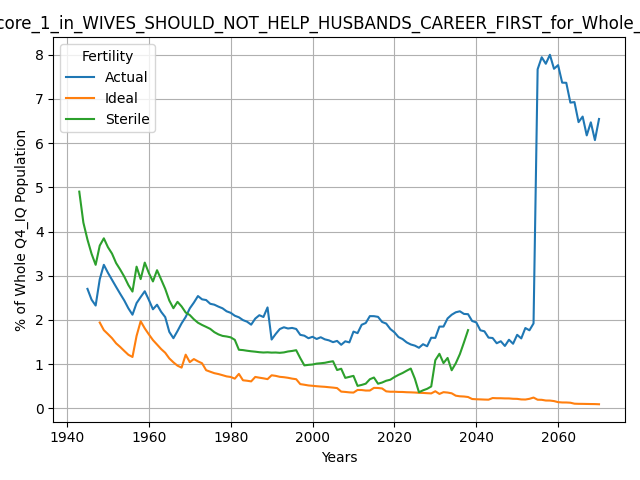 core_1_in_WIVES_SHOULD_NOT_HELP_HUSBANDS_CAREER_FIRST_for_Whole_
Fertility
Actual
Ideal
Sterile
% of Whole Q4_IQ Population
8
7
6
5
4
3
2
1
0
1940 1960 1980 2000 2020 2040 2060
Years